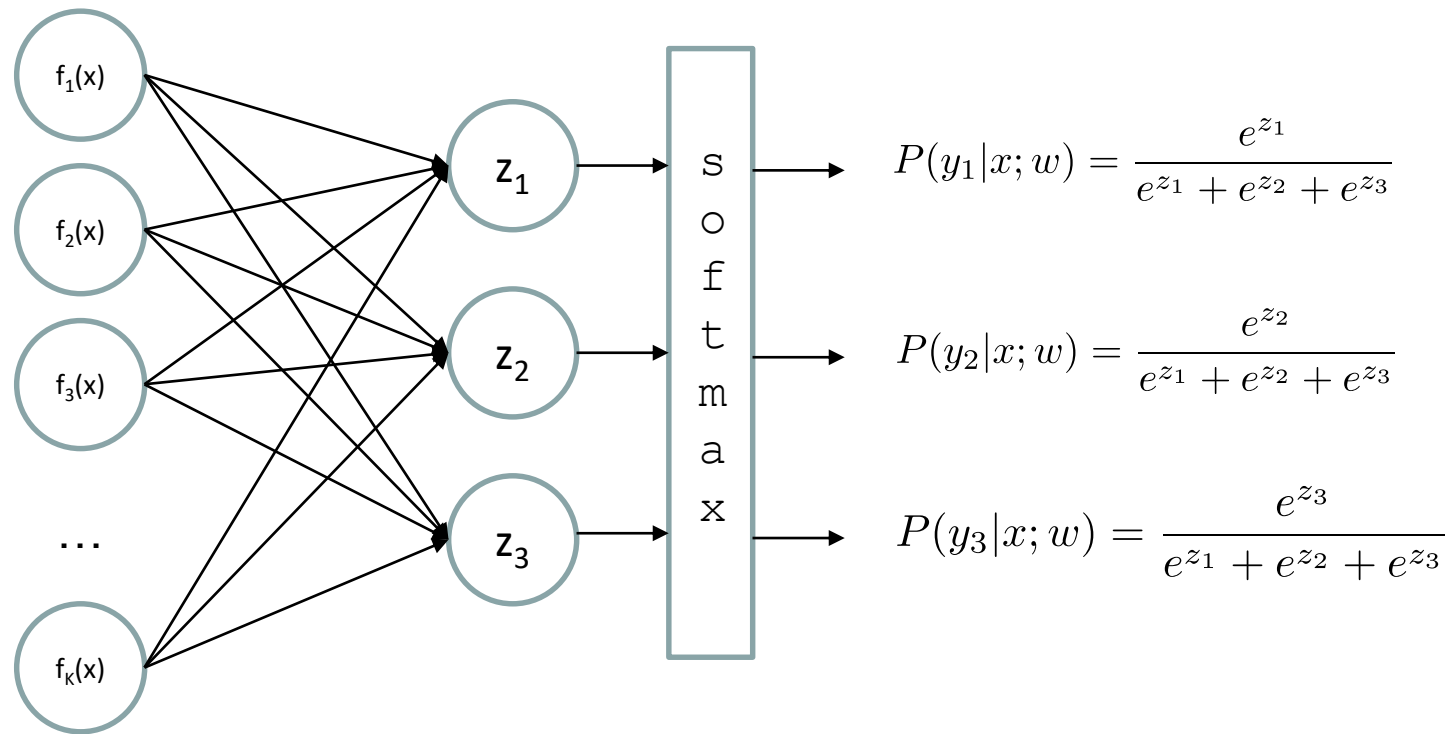 f₁(x)
f₂(x)
f₃(x)
...
f_K(x)
z₁
z₂
z₃
s
o
f
t
m
a
x
P(y₁|x; w) = e^{z₁} / (e^{z₁} + e^{z₂} + e^{z₃})
P(y₂|x; w) = e^{z₂} / (e^{z₁} + e^{z₂} + e^{z₃})
P(y₃|x; w) = e^{z₃} / (e^{z₁} + e^{z₂} + e^{z₃})